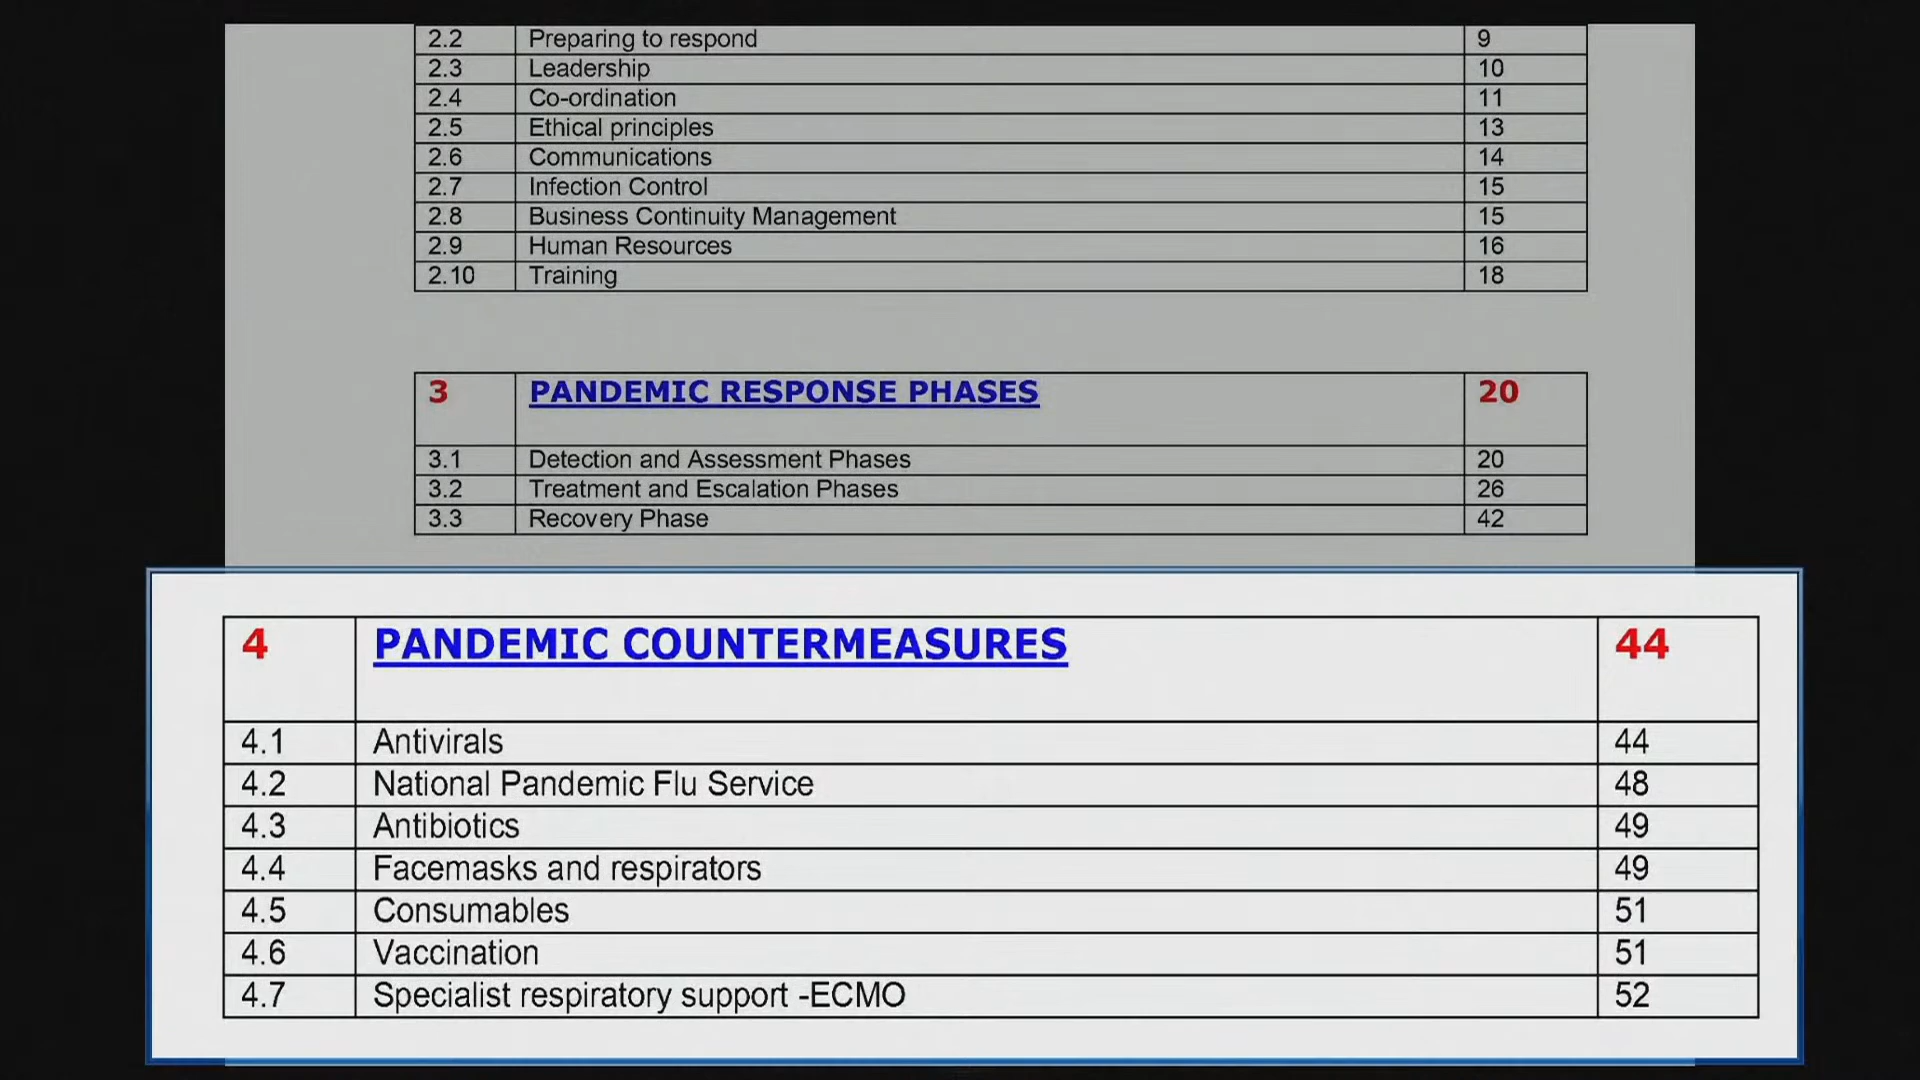 2.2 Preparing to respond 9
2.3 Leadership 10
2.4 Co-ordination 11
2.5 Ethical principles 13
2.6 Communications 14
2.7 Infection Control 15
2.8 Business Continuity Management 15
2.9 Human Resources 16
2.10 Training 18
3 PANDEMIC RESPONSE PHASES 20
3.1 Detection and Assessment Phases 20
3.2 Treatment and Escalation Phases 26
3.3 Recovery Phase 42
4 PANDEMIC COUNTERMEASURES 44
4.1 Antivirals 44
4.2 National Pandemic Flu Service 48
4.3 Antibiotics 49
4.4 Facemasks and respirators 49
4.5 Consumables 51
4.6 Vaccination 51
4.7 Specialist respiratory support -ECMO 52